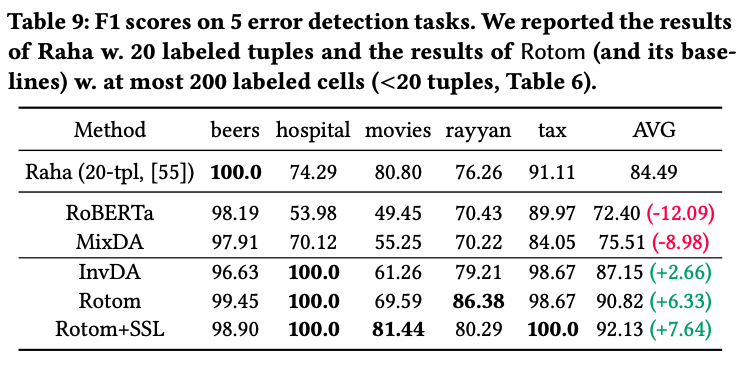 Table 9: F1 scores on 5 error detection tasks. We reported the results
of Raha w. 20 labeled tuples and the results of Rotom (and its base-
lines) w. at most 200 labeled cells (<20 tuples, Table 6).
Method beers hospital movies rayyan tax AVG
Raha (20-tpl, [55]) 100.0 74.29 80.80 76.26 91.11 84.49
RoBERTa 98.19 53.98 49.45 70.43 89.97 72.40 (-12.09)
MixDA 97.91 70.12 55.25 70.22 84.05 75.51 (-8.98)
InvDA 96.63 100.0 61.26 79.21 98.67 87.15 (+2.66)
Rotom 99.45 100.0 69.59 86.38 98.67 90.82 (+6.33)
Rotom+SSL 98.90 100.0 81.44 80.29 100.0 92.13 (+7.64)